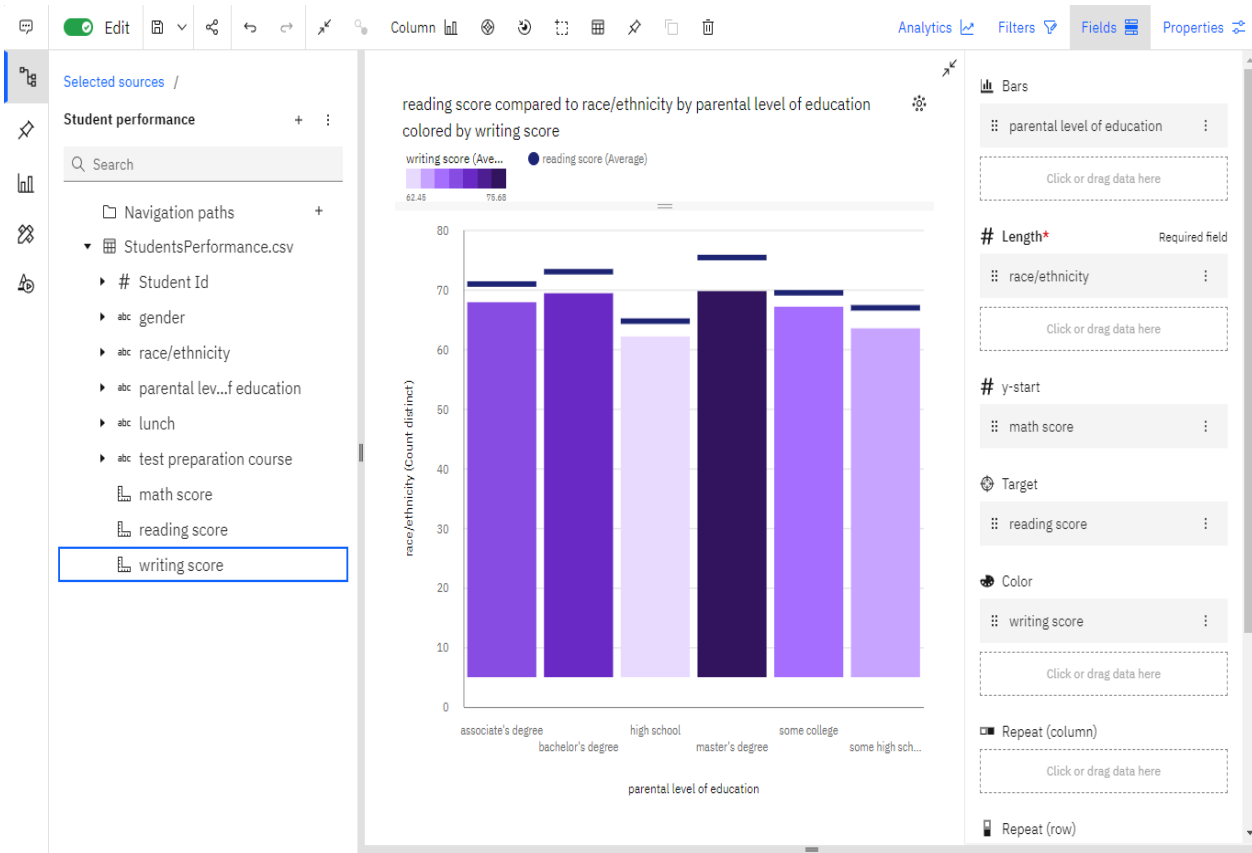 Edit
Column
Analytics
Filters
Fields
Properties
Selected sources /
Student performance
Search
Navigation paths
StudentsPerformance.csv
# Student Id
abc gender
abc race/ethnicity
abc parental lev...f education
abc lunch
abc test preparation course
math score
reading score
writing score
reading score compared to race/ethnicity by parental level of education
colored by writing score
writing score (Ave...
reading score (Average)
62.45
75.68
80
70
60
50
40
30
20
10
0
race/ethnicity (Count distinct)
associate's degree
bachelor's degree
high school
master's degree
some college
some high sch...
parental level of education
Bars
parental level of education
Click or drag data here
# Length*
Required field
race/ethnicity
Click or drag data here
# y-start
math score
Target
reading score
Color
writing score
Click or drag data here
Repeat (column)
Click or drag data here
Repeat (row)